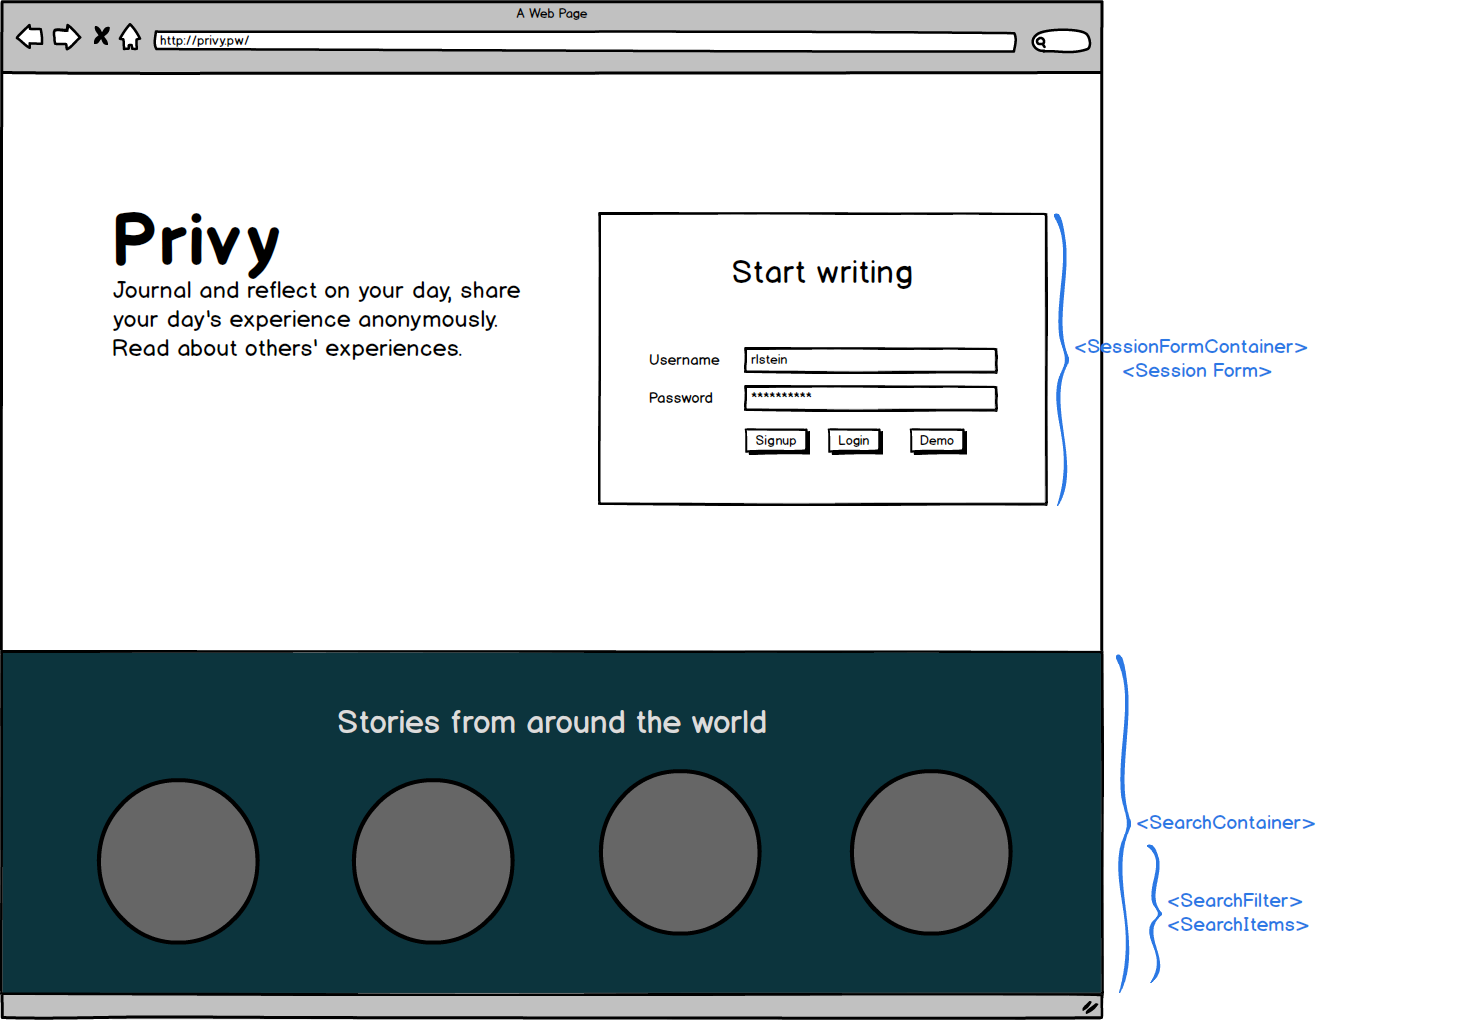 A Web Page
http://privy.pw/
Privy
Journal and reflect on your day, share
your day's experience anonymously.
Read about others' experiences.
Start writing
Username
rlstein
Password
**********
Signup
Login
Demo
<SessionFormContainer>
<Session Form>
Stories from around the world
<SearchContainer>
<SearchFilter>
<SearchItems>